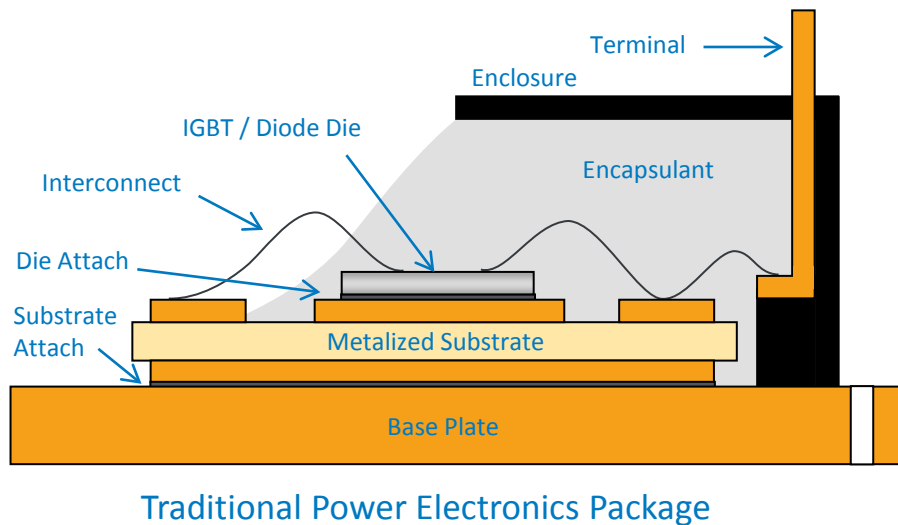 Terminal
Enclosure
IGBT / Diode Die
Encapsulant
Interconnect
Die Attach
Substrate
Attach
Metalized Substrate
Base Plate
Traditional Power Electronics Package